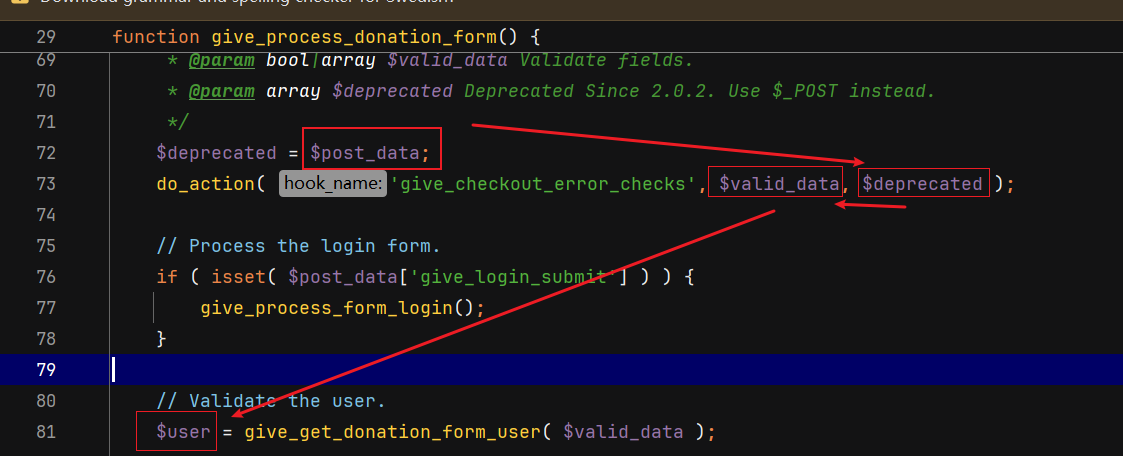 Download grammar and spelling checker for Swedish
29 function give_process_donation_form() {
69 * @param bool|array $valid_data Validate fields.
70 * @param array $deprecated Deprecated Since 2.0.2. Use $_POST instead.
71 */
72 $deprecated = $post_data;
73 do_action( hook_name: 'give_checkout_error_checks', $valid_data, $deprecated );
74
75 // Process the login form.
76 if ( isset( $post_data['give_login_submit'] ) ) {
77 give_process_form_login();
78 }
79
80 // Validate the user.
81 $user = give_get_donation_form_user( $valid_data );